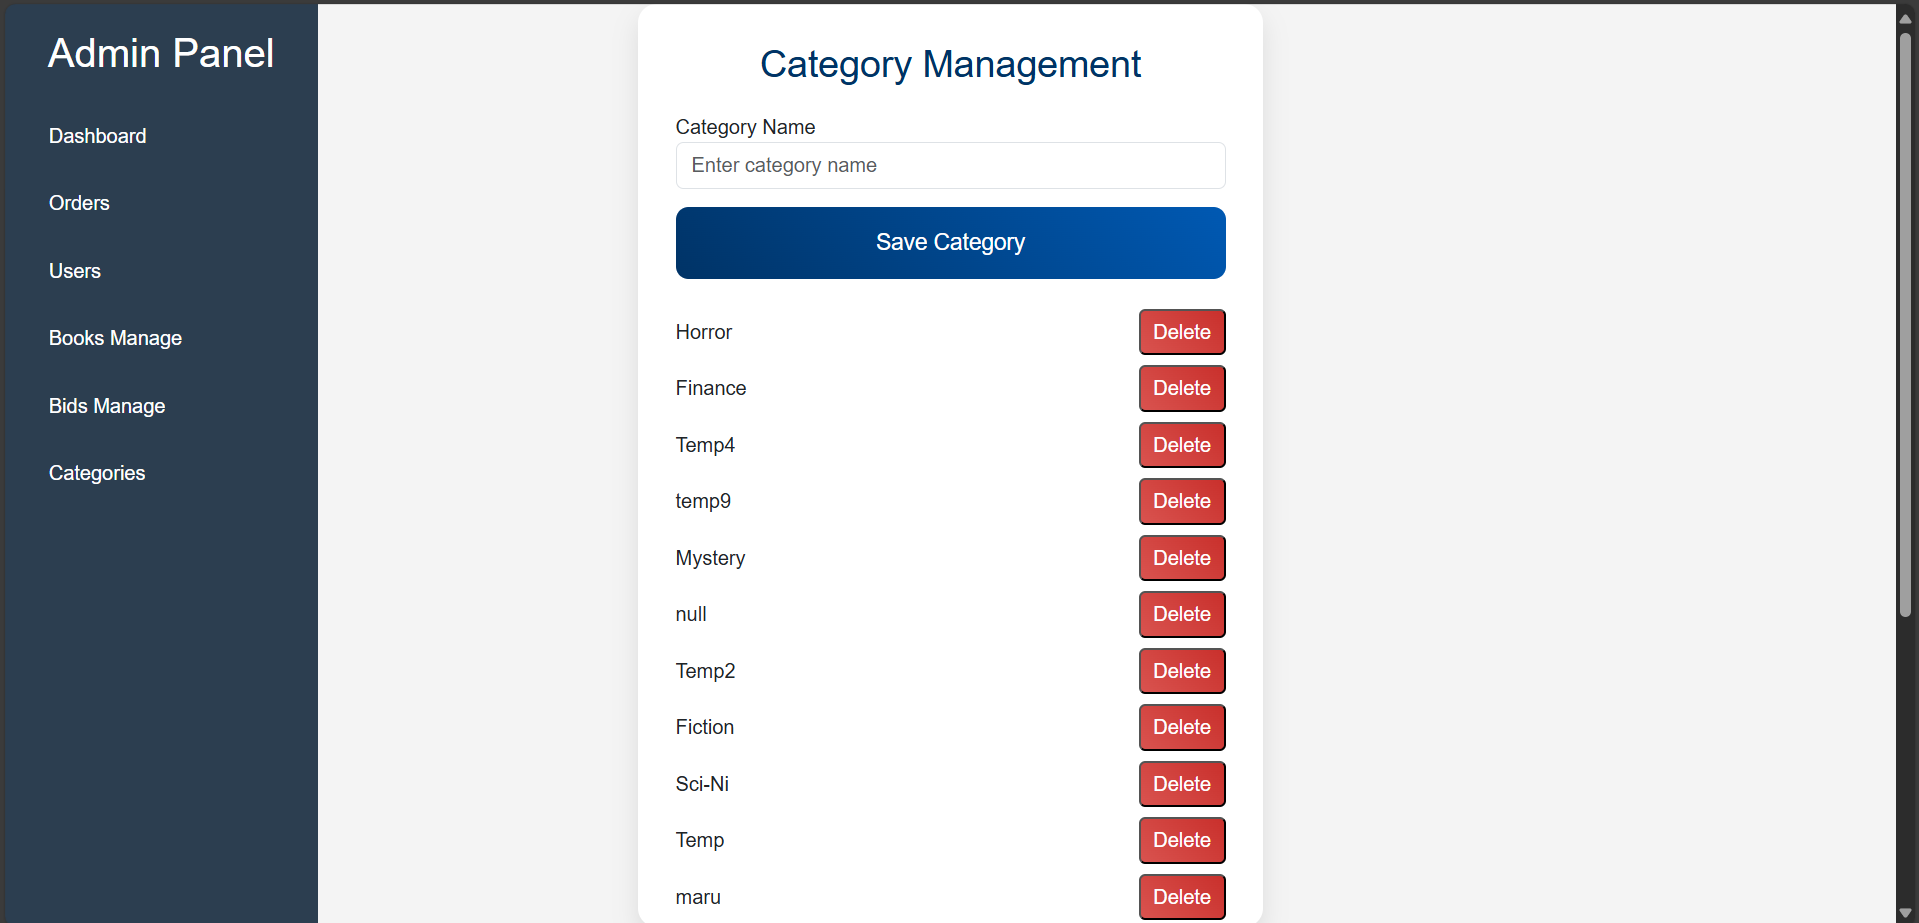 Admin Panel
Dashboard
Orders
Users
Books Manage
Bids Manage
Categories
Category Management
Category Name
Enter category name
Save Category
Horror Delete
Finance Delete
Temp4 Delete
temp9 Delete
Mystery Delete
null Delete
Temp2 Delete
Fiction Delete
Sci-Ni Delete
Temp Delete
maru Delete